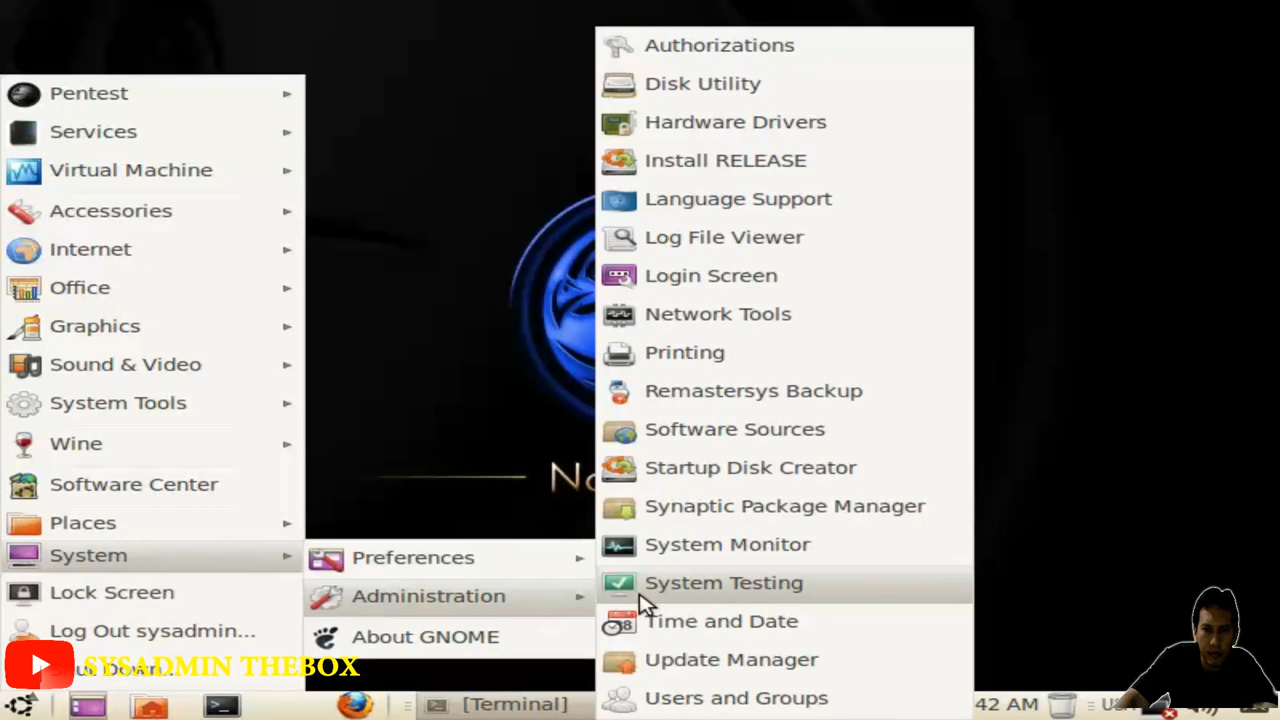 Pentest
Services
Virtual Machine
Accessories
Internet
Office
Graphics
Sound & Video
System Tools
Wine
Software Center
Places
System
Lock Screen
Log Out sysadmin...
SYSADMIN THEBOX
Preferences
Administration
About GNOME
Authorizations
Disk Utility
Hardware Drivers
Install RELEASE
Language Support
Log File Viewer
Login Screen
Network Tools
Printing
Remastersys Backup
Software Sources
Startup Disk Creator
Synaptic Package Manager
System Monitor
System Testing
Time and Date
Update Manager
Users and Groups
[Terminal]
42 AM